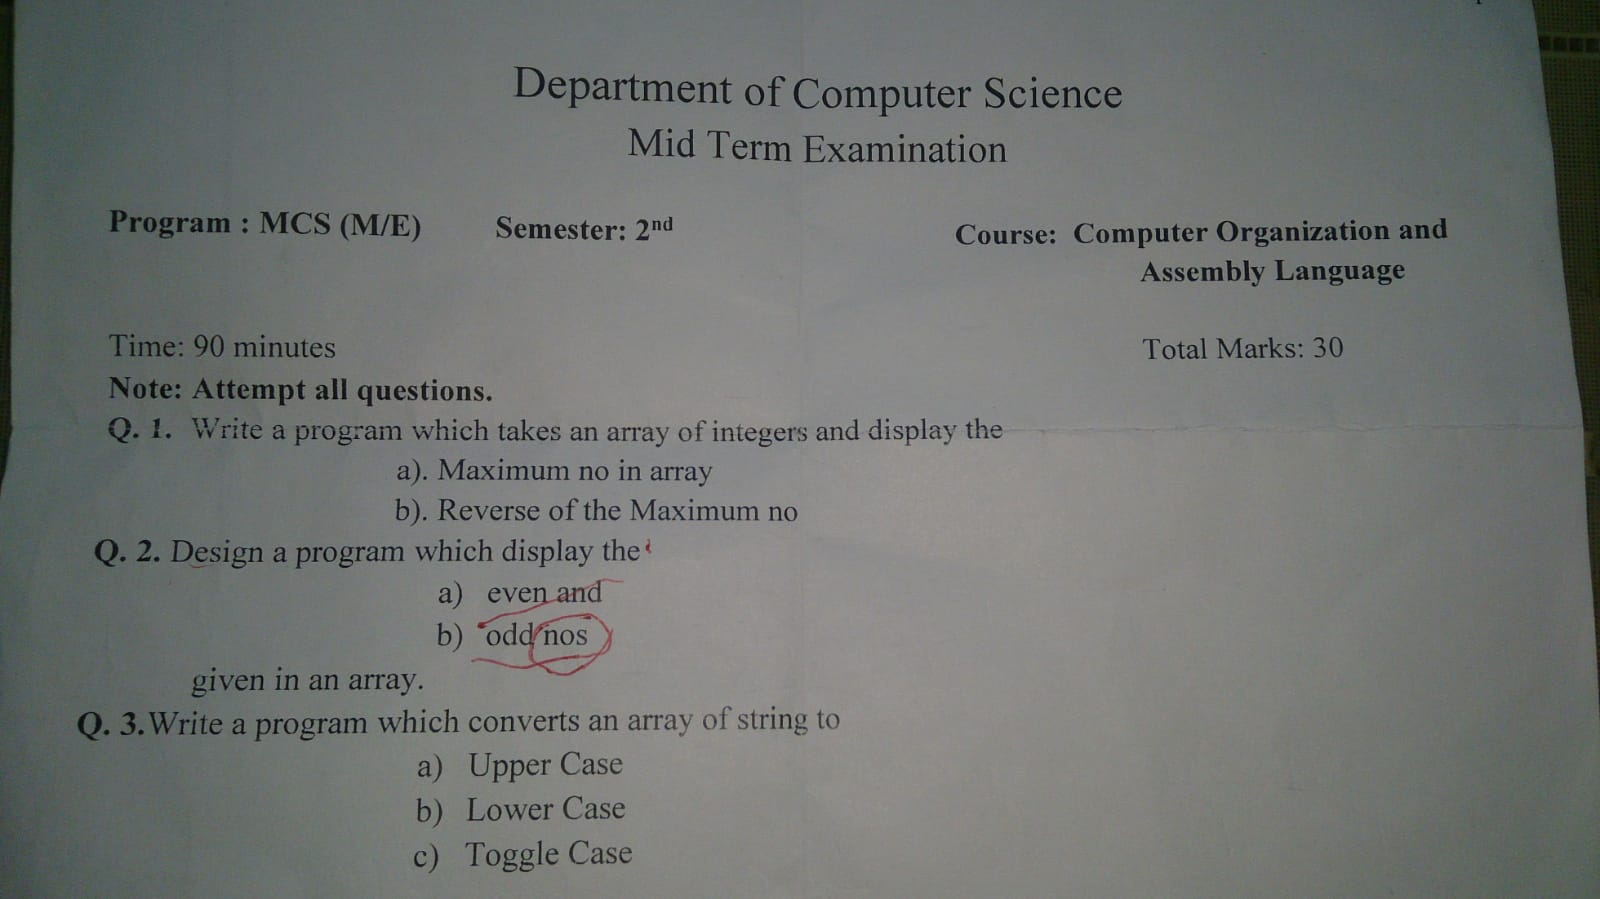 Department of Computer Science
Mid Term Examination
Program : MCS (M/E) Semester: 2nd Course: Computer Organization and
Assembly Language
Time: 90 minutes Total Marks: 30
Note: Attempt all questions.
Q. 1. Write a program which takes an array of integers and display the
a). Maximum no in array
b). Reverse of the Maximum no
Q. 2. Design a program which display the
a) even and
b) odd nos
given in an array.
Q. 3. Write a program which converts an array of string to
a) Upper Case
b) Lower Case
c) Toggle Case